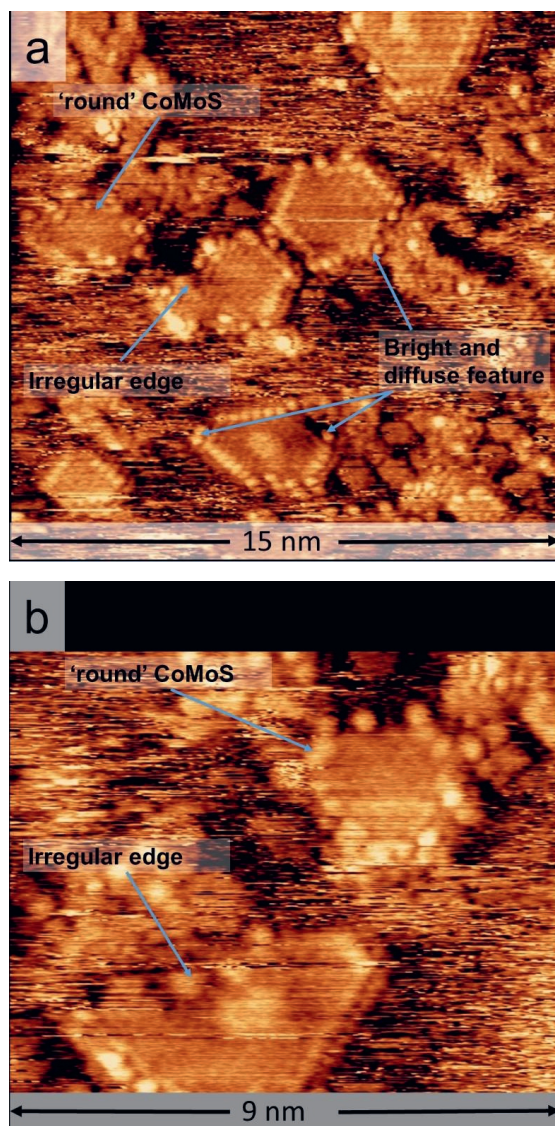 a
‘round’ CoMoS
Irregular edge
Bright and
diffuse feature
15 nm
b
‘round’ CoMoS
Irregular edge
9 nm